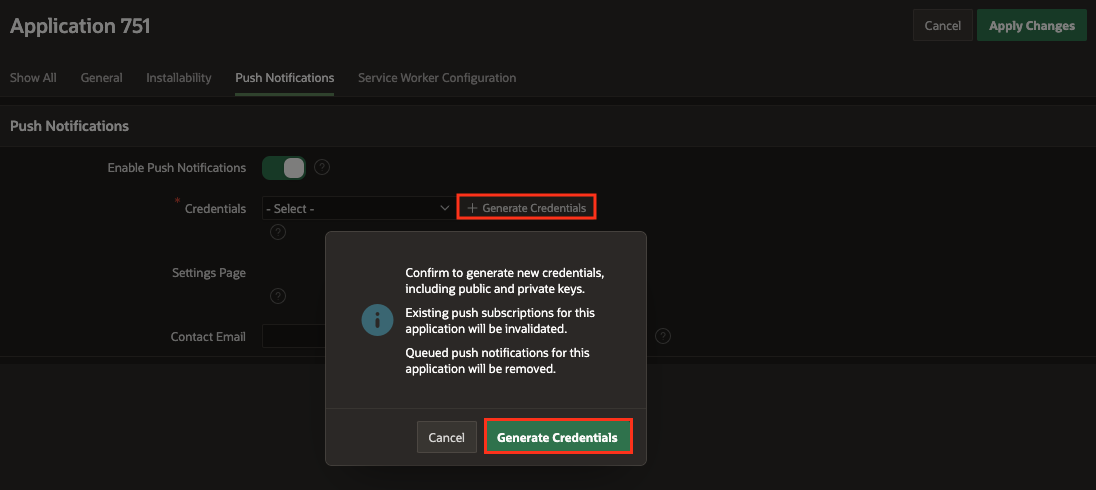 Application 751
Cancel
Apply Changes
Show All
General
Installability
Push Notifications
Service Worker Configuration
Push Notifications
Enable Push Notifications
?
* Credentials
- Select -
+ Generate Credentials
?
Settings Page
?
Contact Email
?
Confirm to generate new credentials,
including public and private keys.
Existing push subscriptions for this
application will be invalidated.
Queued push notifications for this
application will be removed.
Cancel
Generate Credentials